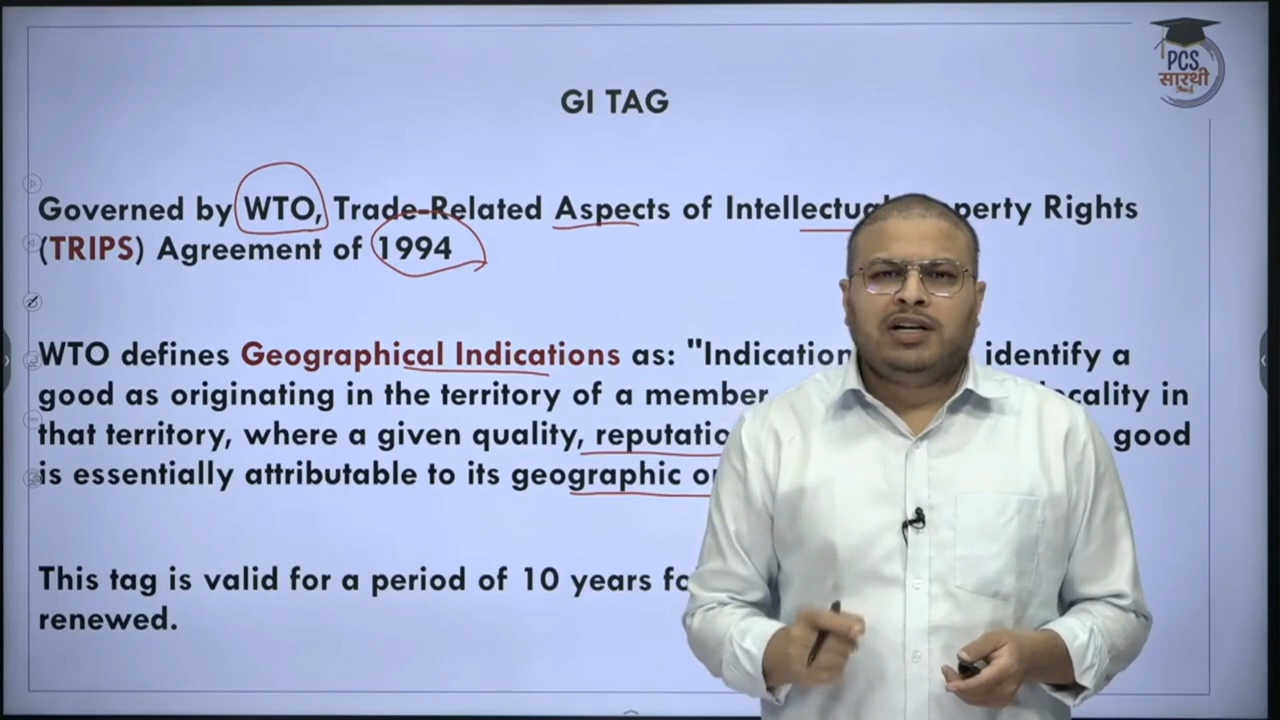 PCS
सारथी
GI TAG
Governed by WTO, Trade-Related Aspects of Intellectual Property Rights
(TRIPS) Agreement of 1994
WTO defines Geographical Indications as: "Indication identify a
good as originating in the territory of a member locality in
that territory, where a given quality, good
is essentially attributable to its geographic
This tag is valid for a period of 10 years
renewed.